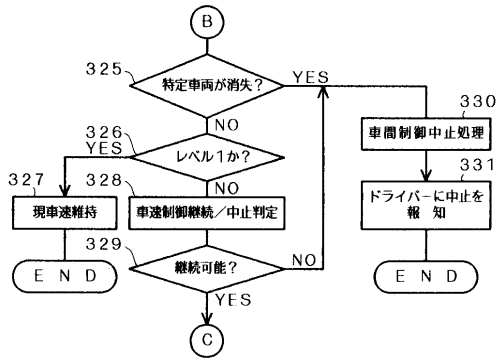 B
325
特定車両が消失?
YES
NO
326
レベル1か?
YES
NO
327
現車速維持
END
328
車速制御継続/中止判定
329
継続可能?
NO
YES
C
330
車間制御中止処理
331
ドライバーに中止を
報知
END